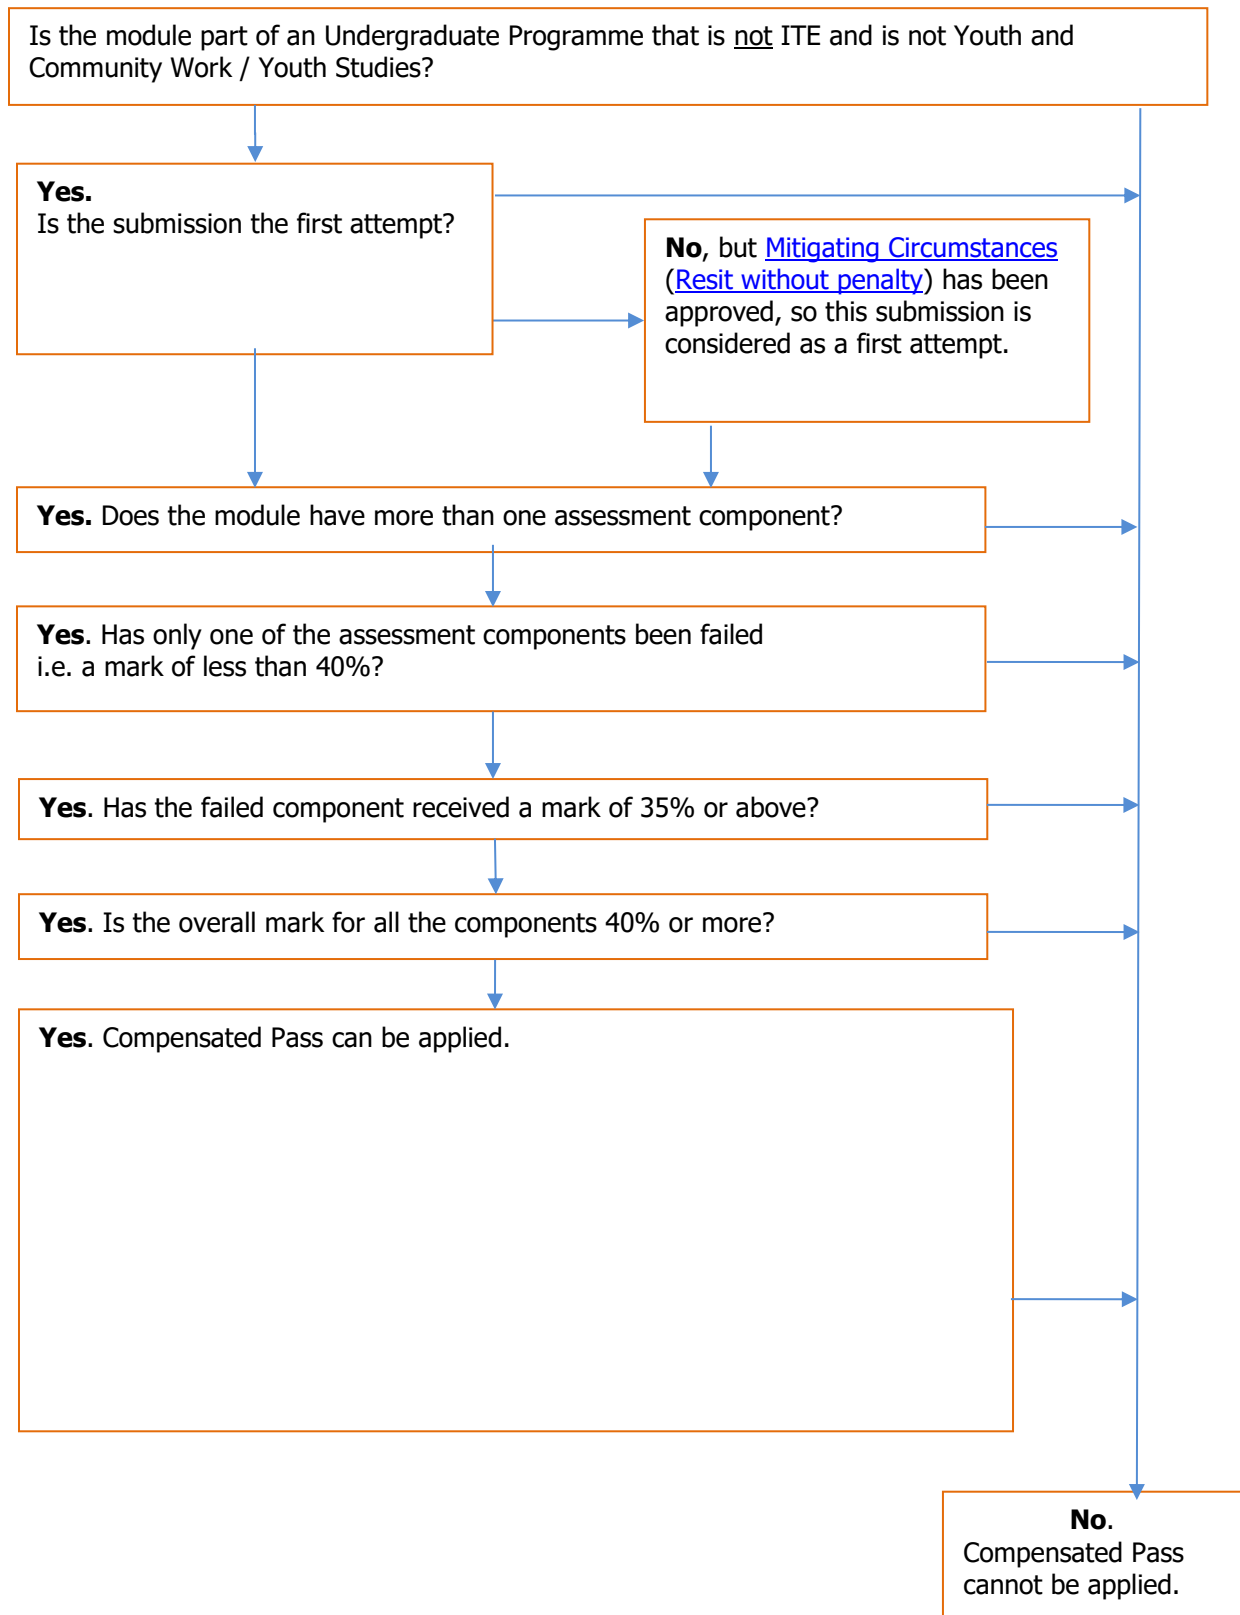 Is the module part of an Undergraduate Programme that is not ITE and is not Youth and
Community Work / Youth Studies?
Yes.
Is the submission the first attempt?
No, but Mitigating Circumstances
(Resit without penalty) has been
approved, so this submission is
considered as a first attempt.
Yes. Does the module have more than one assessment component?
Yes. Has only one of the assessment components been failed
i.e. a mark of less than 40%?
Yes. Has the failed component received a mark of 35% or above?
Yes. Is the overall mark for all the components 40% or more?
Yes. Compensated Pass can be applied.
No.
Compensated Pass
cannot be applied.